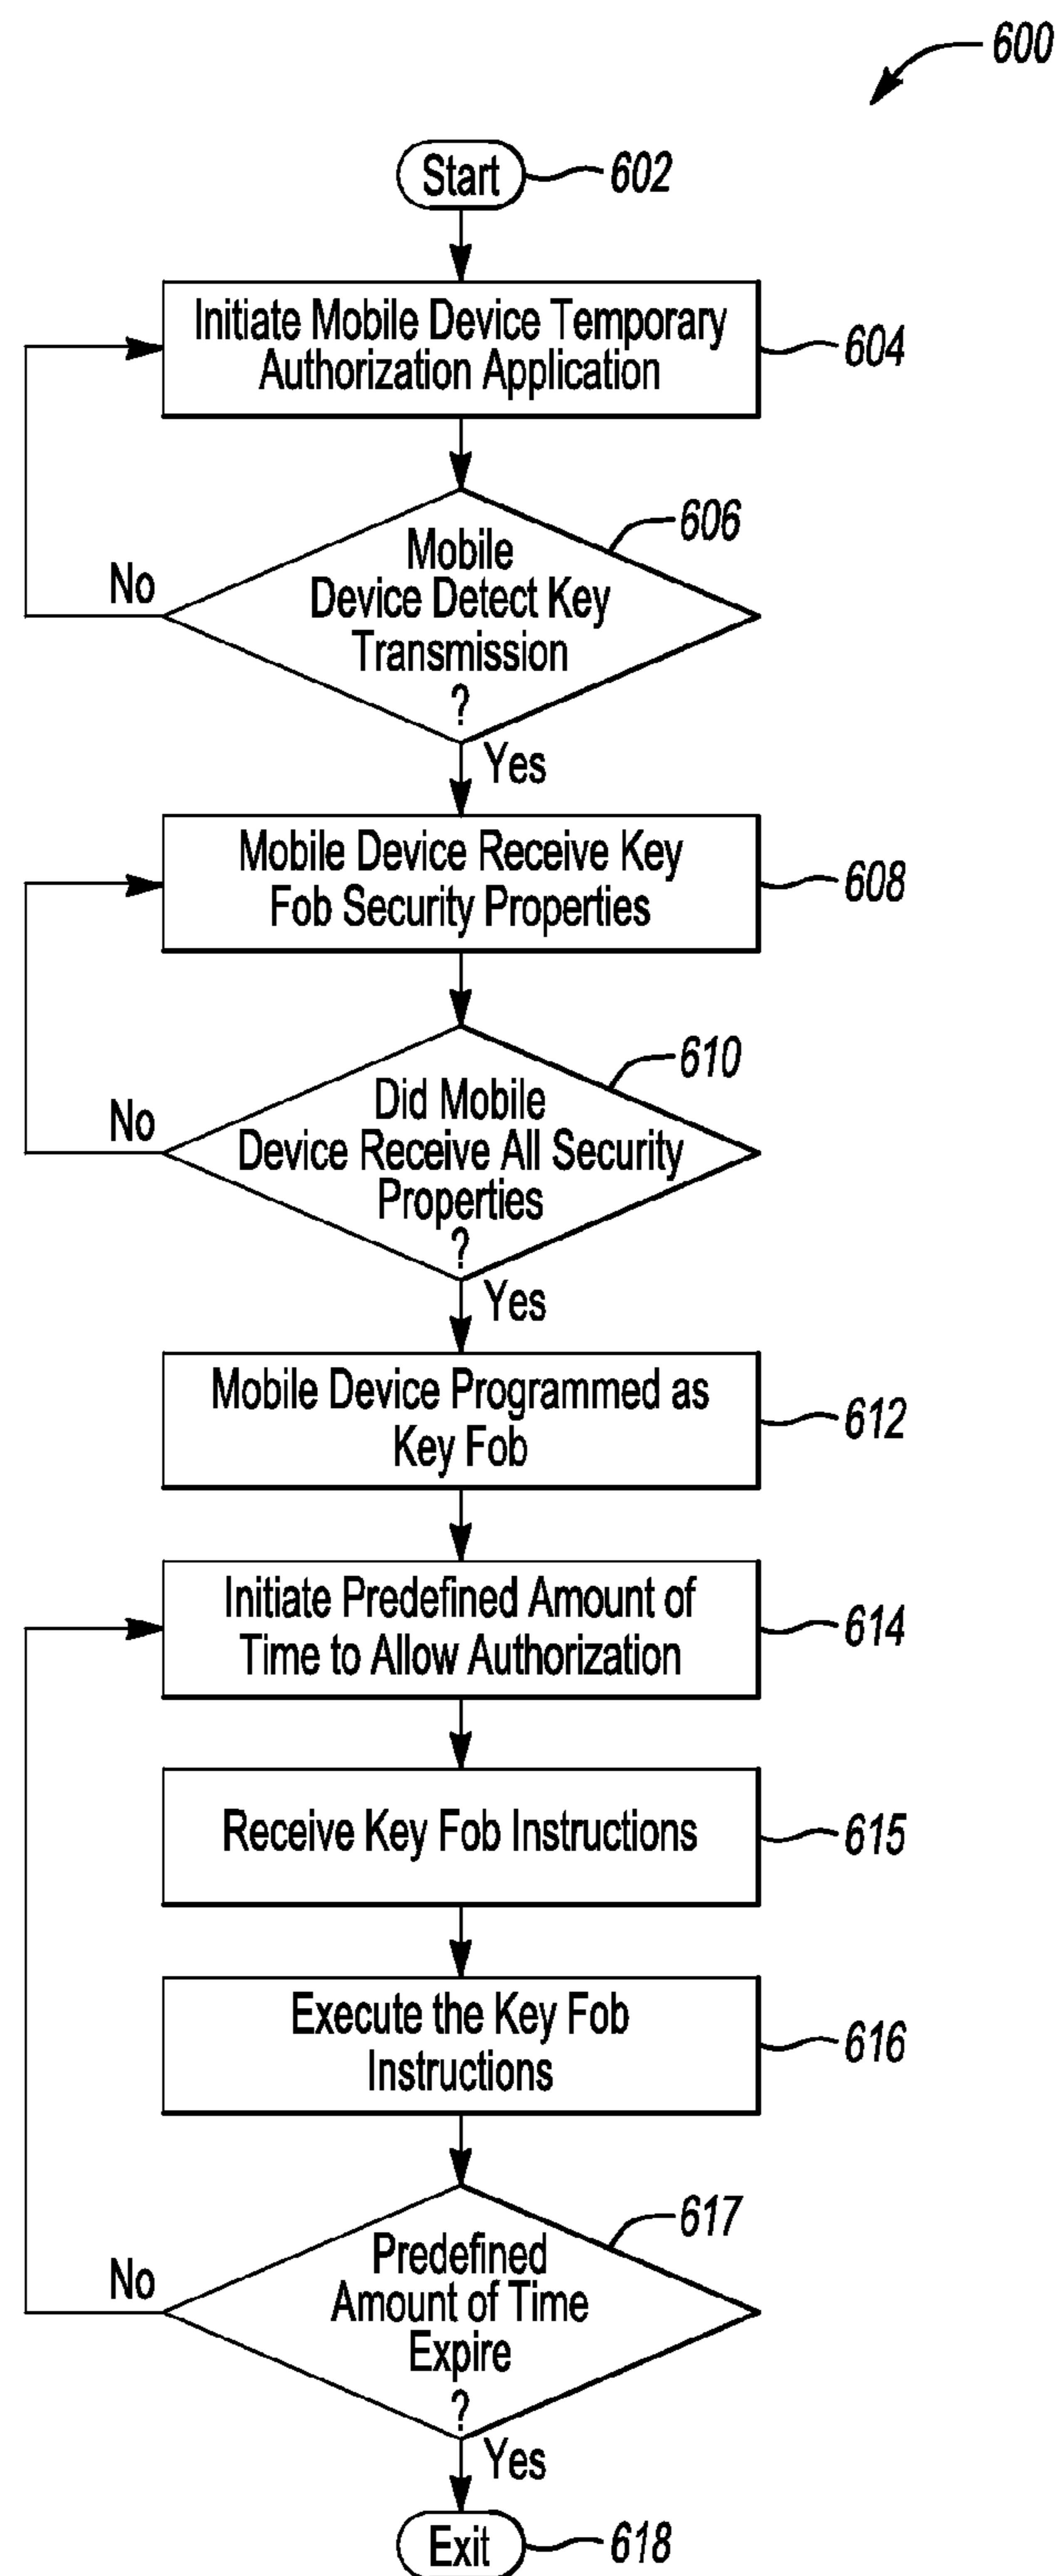 600
Start
602
Initiate Mobile Device Temporary
Authorization Application
604
Mobile
Device Detect Key
Transmission
?
606
No
Yes
Mobile Device Receive Key
Fob Security Properties
608
Did Mobile
Device Receive All Security
Properties
?
610
No
Yes
Mobile Device Programmed as
Key Fob
612
Initiate Predefined Amount of
Time to Allow Authorization
614
Receive Key Fob Instructions
615
Execute the Key Fob
Instructions
616
Predefined
Amount of Time
Expire
?
617
No
Yes
Exit
618